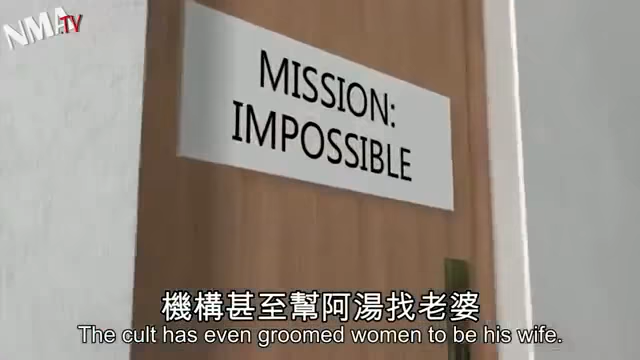 NMA.TV
MISSION:
IMPOSSIBLE
機構甚至幫阿湯找老婆
The cult has even groomed women to be his wife.